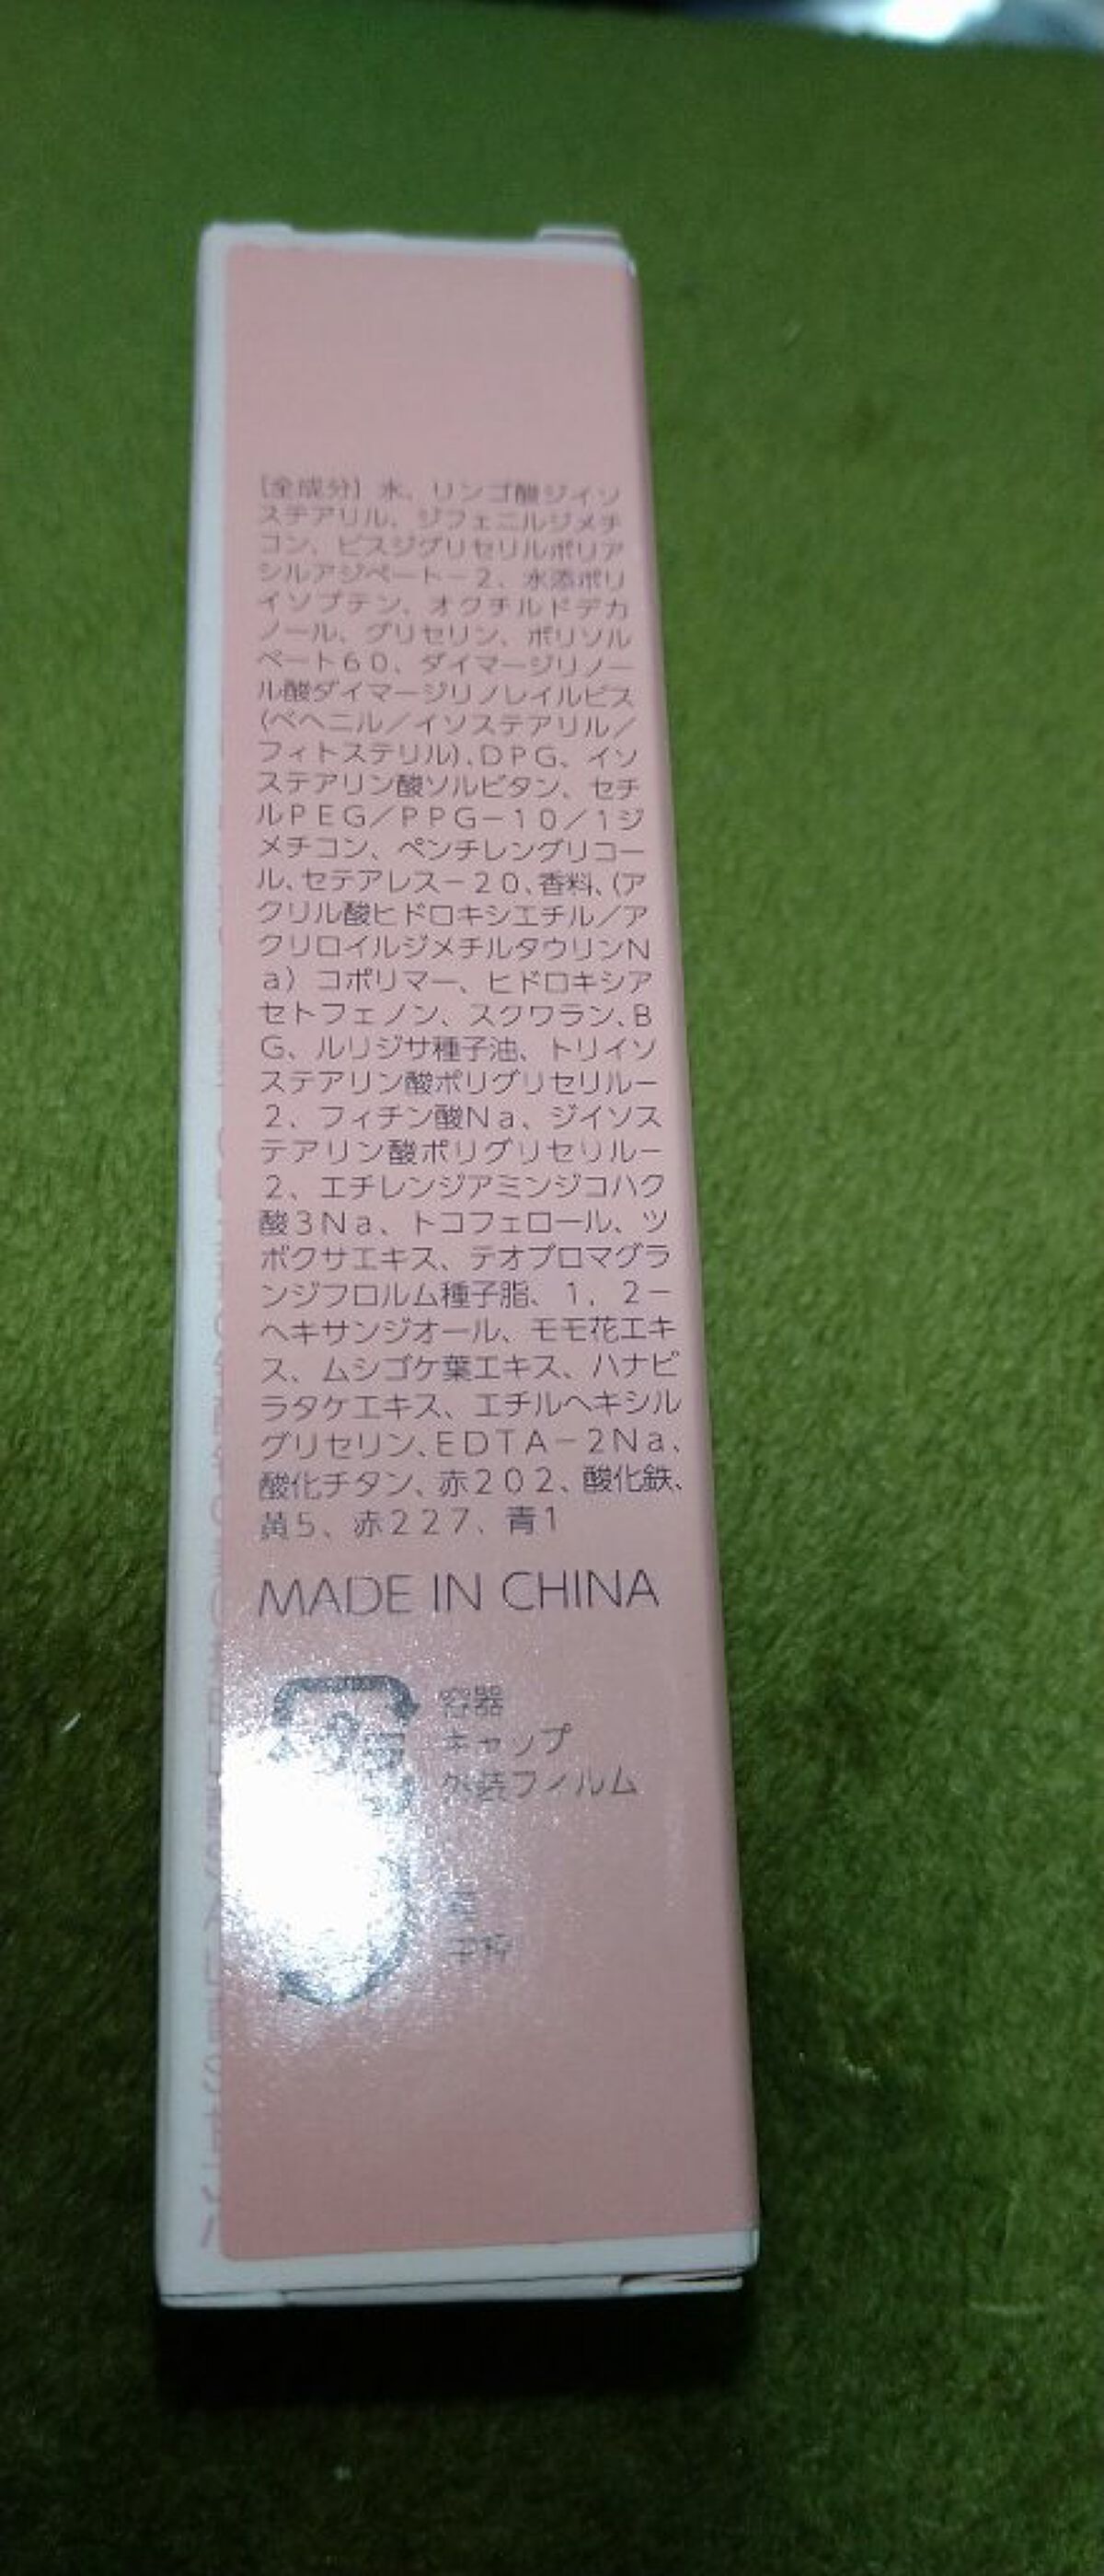 [全成分] 水、リンゴ酸ジイソ
ステアリル、ジフェニルジメチ
コン、ビスジグリセリルポリア
シルアジペート－2、水添ポリ
イソブテン、オクチルドデカ
ノール、グリセリン、ポリソル
ベート60、ダイマージリノー
ル酸ダイマージリノレイルビス
(ベヘニル／イソステアリル／
フィトステリル)、DPG、イソ
ステアリン酸ソルビタン、セチ
ルPEG／PPG－10／1ジ
メチコン、ペンチレングリコー
ル、セテアレス－20、香料、(ア
クリル酸ヒドロキシエチル／ア
クリロイルジメチルタウリンN
a）コポリマー、ヒドロキシア
セトフェノン、スクワラン、B
G、ルリジサ種子油、トリイソ
ステアリン酸ポリグリセリル－
2、フィチン酸Na、ジイソス
テアリン酸ポリグリセリル－
2、エチレンジアミンジコハク
酸3Na、トコフェロール、ツ
ボクサエキス、テオブロマグラ
ンジフロルム種子脂、1，2－
ヘキサンジオール、モモ花エキ
ス、ムシゴケ葉エキス、ハナビ
ラタケエキス、エチルヘキシル
グリセリン、EDTA－2Na、
酸化チタン、赤202、酸化鉄、
黄5、赤227、青1
MADE IN CHINA
容器
キャップ
外装フィルム
中枠